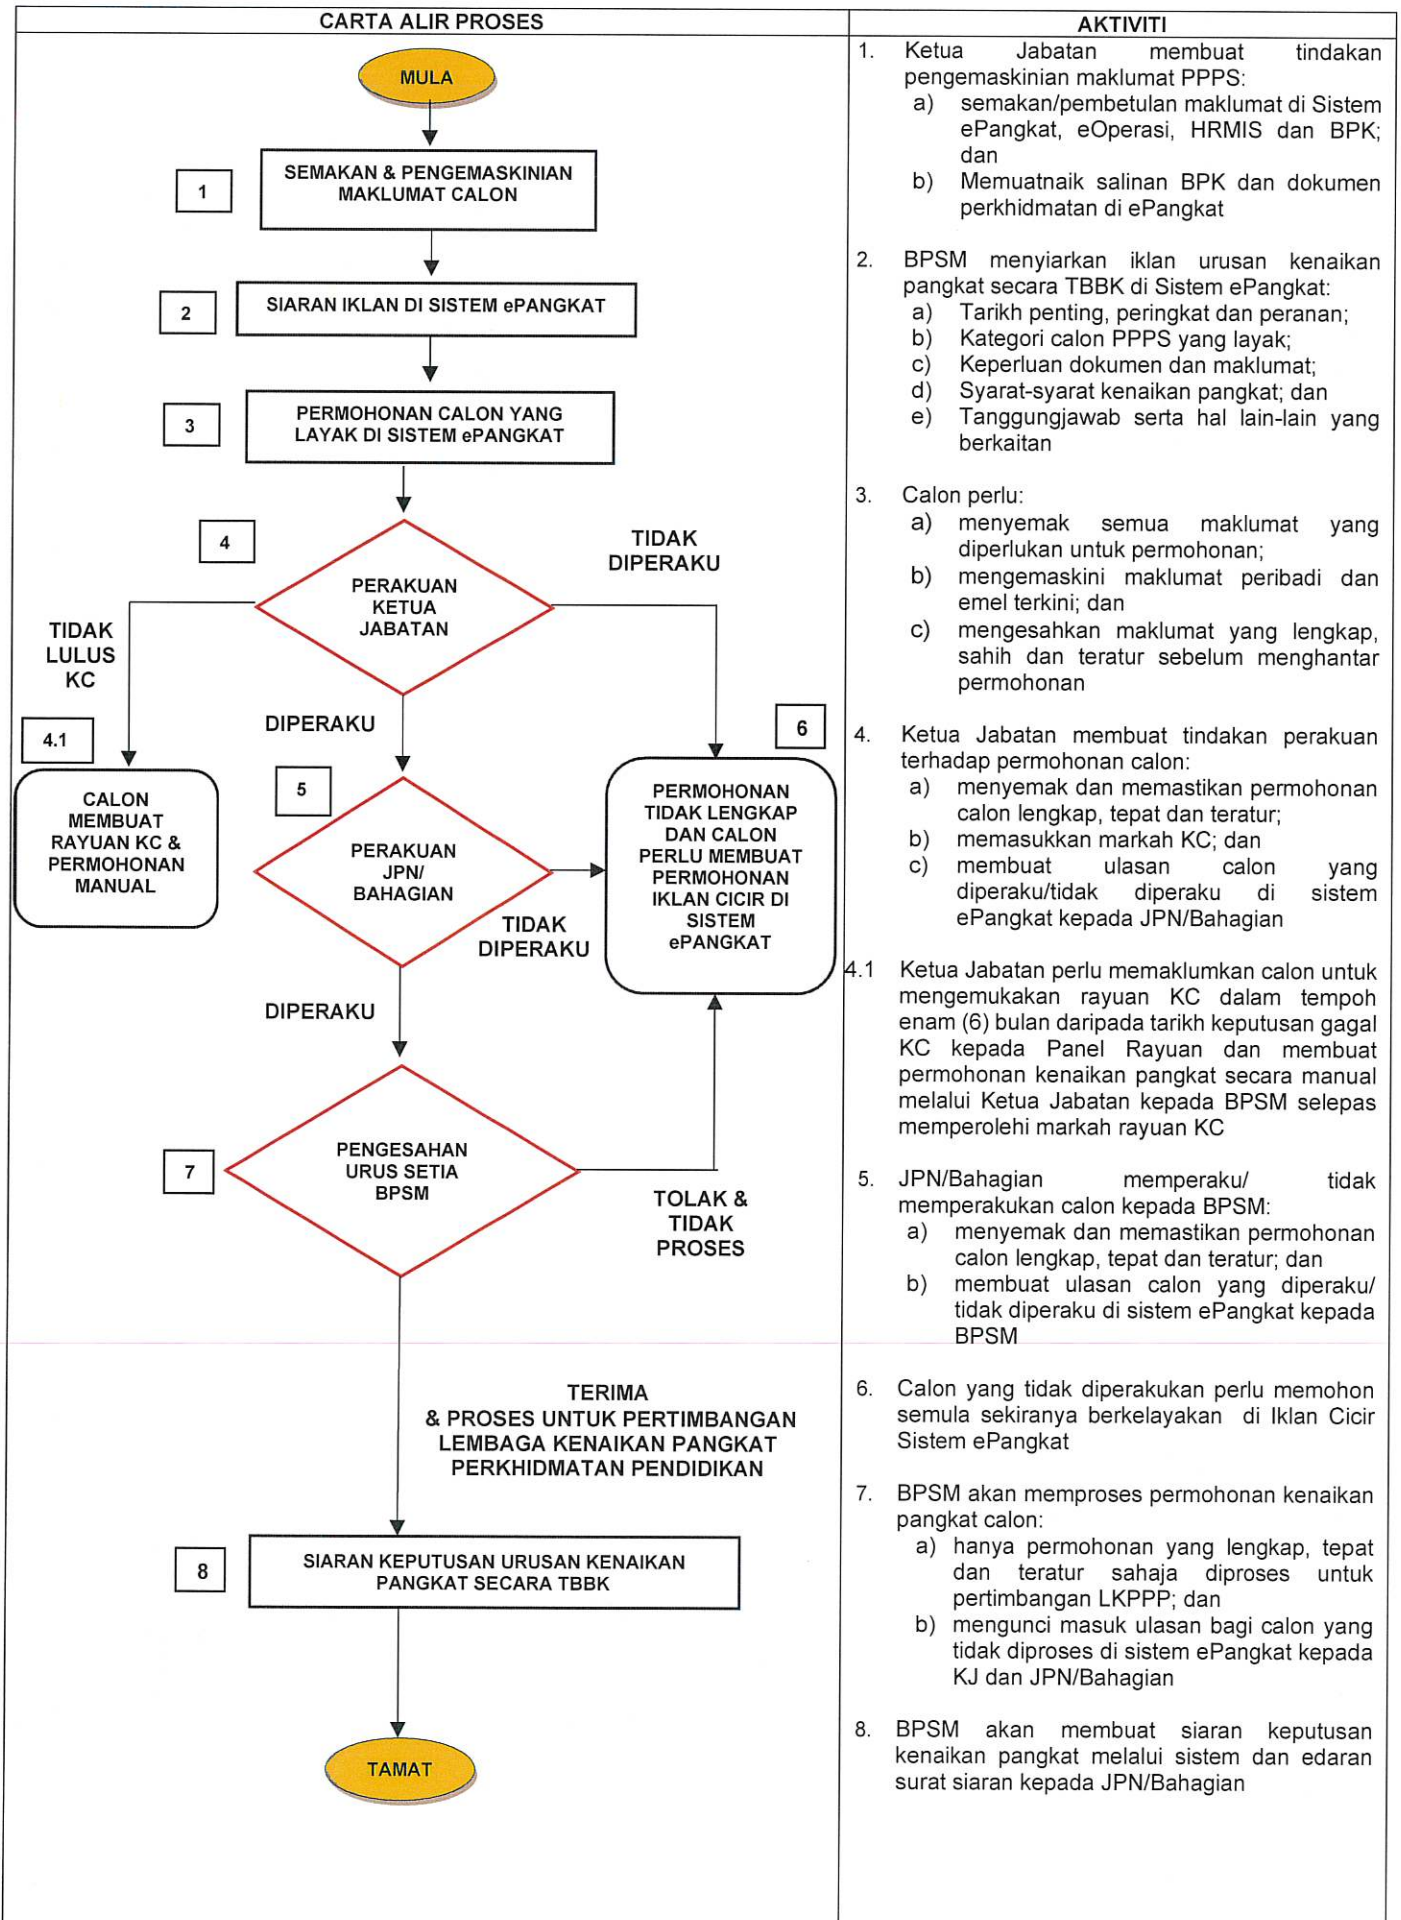 CARTA ALIR PROSES
MULA
1
SEMAKAN & PENGEMASKINIAN
MAKLUMAT CALON
2
SIARAN IKLAN DI SISTEM ePANGKAT
3
PERMOHONAN CALON YANG
LAYAK DI SISTEM ePANGKAT
4
PERAKUAN
KETUA
JABATAN
TIDAK
DIPERAKU
TIDAK
LULUS
KC
DIPERAKU
4.1
CALON
MEMBUAT
RAYUAN KC &
PERMOHONAN
MANUAL
5
PERAKUAN
JPN/
BAHAGIAN
TIDAK
DIPERAKU
6
PERMOHONAN
TIDAK LENGKAP
DAN CALON
PERLU MEMBUAT
PERMOHONAN
IKLAN CICIR DI
SISTEM
ePANGKAT
DIPERAKU
7
PENGESAHAN
URUS SETIA
BPSM
TOLAK &
TIDAK
PROSES
TERIMA
& PROSES UNTUK PERTIMBANGAN
LEMBAGA KENAIKAN PANGKAT
PERKHIDMATAN PENDIDIKAN
8
SIARAN KEPUTUSAN URUSAN KENAIKAN
PANGKAT SECARA TBBK
TAMAT
AKTIVITI
1. Ketua Jabatan membuat tindakan
pengemaskinian maklumat PPPS:
a) semakan/pembetulan maklumat di Sistem
ePangkat, eOperasi, HRMIS dan BPK;
dan
b) Memuatnaik salinan BPK dan dokumen
perkhidmatan di ePangkat
2. BPSM menyiarkan iklan urusan kenaikan
pangkat secara TBBK di Sistem ePangkat:
a) Tarikh penting, peringkat dan peranan;
b) Kategori calon PPPS yang layak;
c) Keperluan dokumen dan maklumat;
d) Syarat-syarat kenaikan pangkat; dan
e) Tanggungjawab serta hal lain-lain yang
berkaitan
3. Calon perlu:
a) menyemak semua maklumat yang
diperlukan untuk permohonan;
b) mengemaskini maklumat peribadi dan
emel terkini; dan
c) mengesahkan maklumat yang lengkap,
sahih dan teratur sebelum menghantar
permohonan
4. Ketua Jabatan membuat tindakan perakuan
terhadap permohonan calon:
a) menyemak dan memastikan permohonan
calon lengkap, tepat dan teratur;
b) memasukkan markah KC; dan
c) membuat ulasan calon yang
diperaku/tidak diperaku di sistem
ePangkat kepada JPN/Bahagian
4.1 Ketua Jabatan perlu memaklumkan calon untuk
mengemukakan rayuan KC dalam tempoh
enam (6) bulan daripada tarikh keputusan gagal
KC kepada Panel Rayuan dan membuat
permohonan kenaikan pangkat secara manual
melalui Ketua Jabatan kepada BPSM selepas
memperolehi markah rayuan KC
5. JPN/Bahagian memperaku/ tidak
memperakukan calon kepada BPSM:
a) menyemak dan memastikan permohonan
calon lengkap, tepat dan teratur; dan
b) membuat ulasan calon yang diperaku/
tidak diperaku di sistem ePangkat kepada
BPSM
6. Calon yang tidak diperakukan perlu memohon
semula sekiranya berkelayakan di Iklan Cicir
Sistem ePangkat
7. BPSM akan memproses permohonan kenaikan
pangkat calon:
a) hanya permohonan yang lengkap, tepat
dan teratur sahaja diproses untuk
pertimbangan LKPPP; dan
b) mengunci masuk ulasan bagi calon yang
tidak diproses di sistem ePangkat kepada
KJ dan JPN/Bahagian
8. BPSM akan membuat siaran keputusan
kenaikan pangkat melalui sistem dan edaran
surat siaran kepada JPN/Bahagian